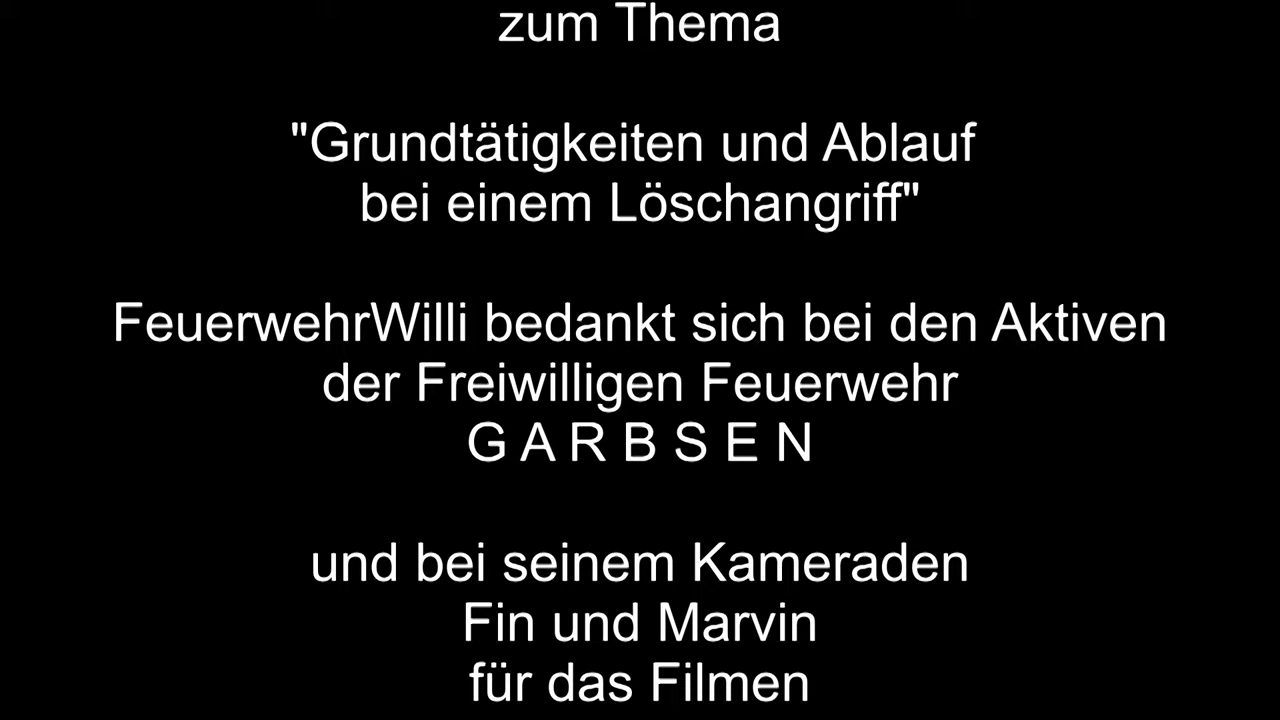 zum Thema
"Grundtätigkeiten und Ablauf
bei einem Löschangriff"
FeuerwehrWilli bedankt sich bei den Aktiven
der Freiwilligen Feuerwehr
G A R B S E N
und bei seinem Kameraden
Fin und Marvin
für das Filmen